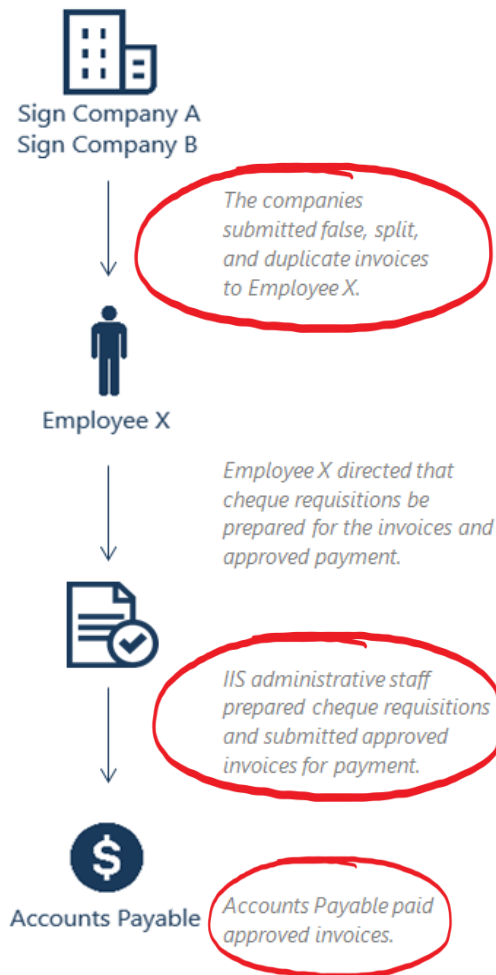 Sign Company A
Sign Company B
The companies
submitted false, split,
and duplicate invoices
to Employee X.
Employee X
Employee X directed that
cheque requisitions be
prepared for the invoices and
approved payment.
IIS administrative staff
prepared cheque requisitions
and submitted approved
invoices for payment.
$
Accounts Payable
Accounts Payable paid
approved invoices.